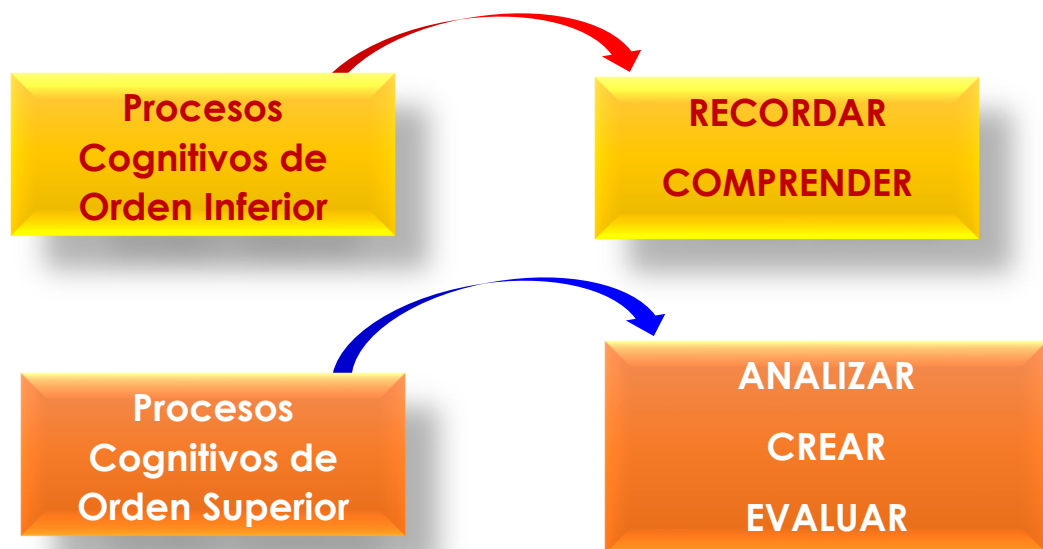 Procesos
Cognitivos de
Orden Inferior
RECORDAR
COMPRENDER
Procesos
Cognitivos de
Orden Superior
ANALIZAR
CREAR
EVALUAR